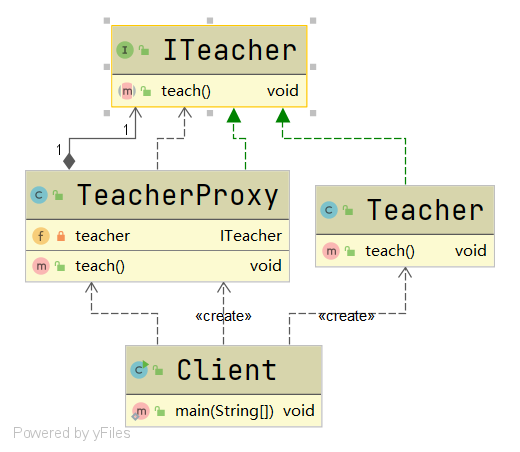 I ITeacher
m teach() void
1
1
C TeacherProxy
f teacher ITeacher
m teach() void
C Teacher
m teach() void
«create» «create»
C Client
m main(String[]) void
Powered by yFiles